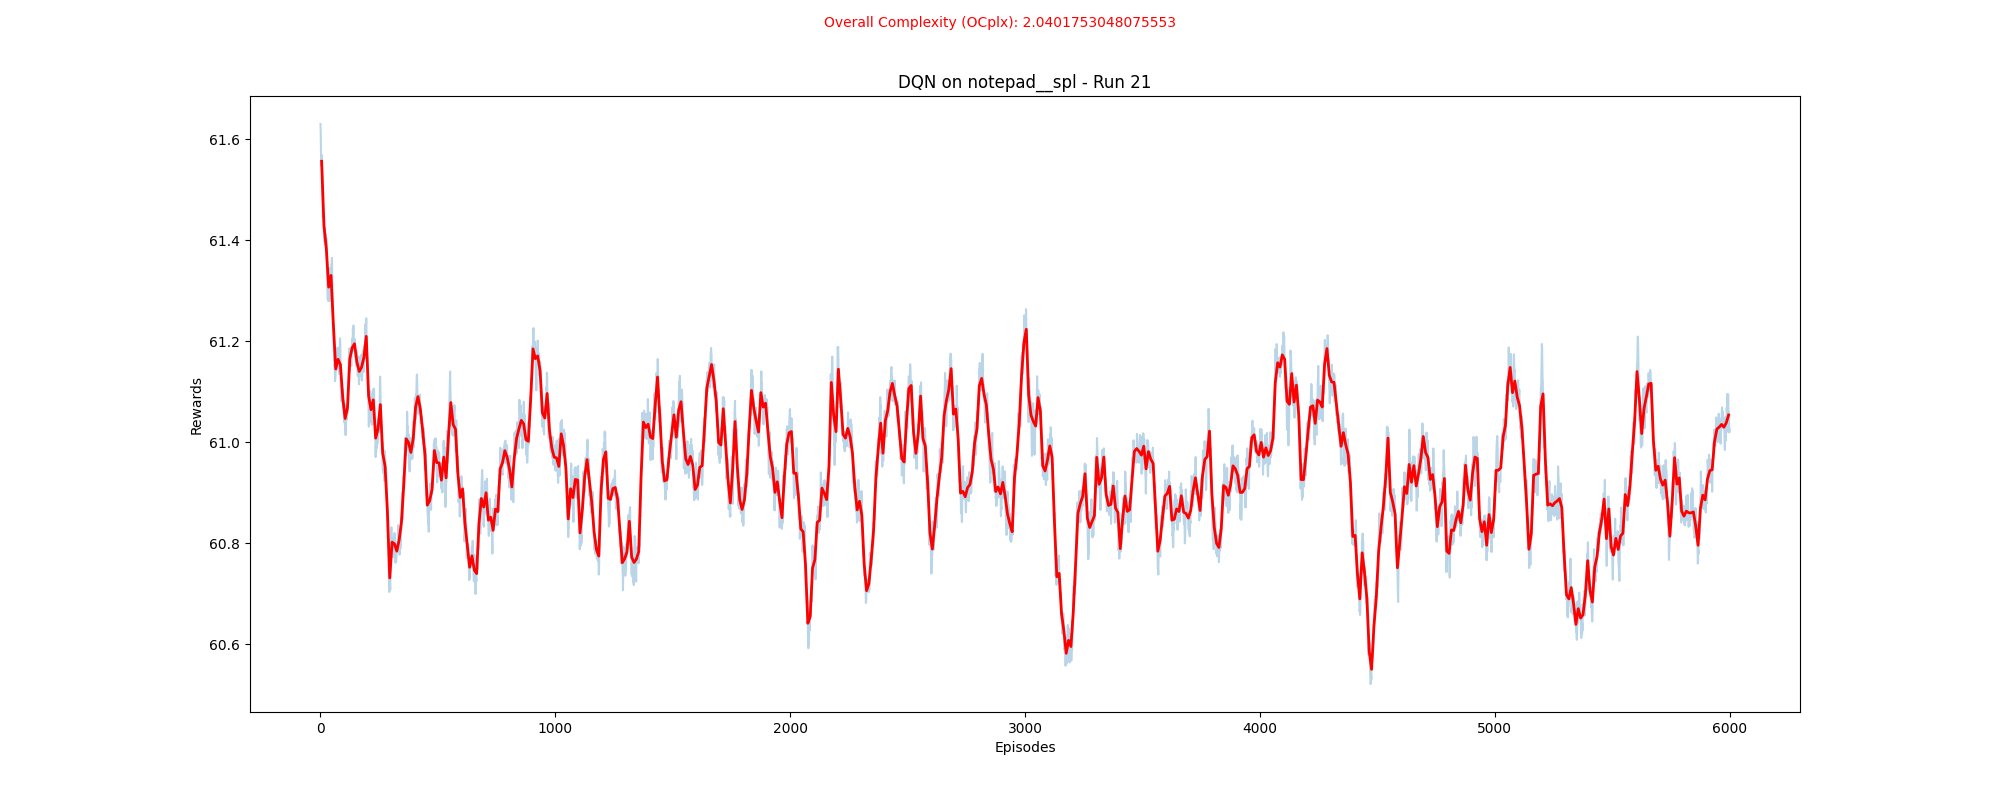 Overall Complexity (OCplx): 2.0401753048075553
DQN on notepad__spl - Run 21
61.6
61.4
61.2
61.0
60.8
60.6
Rewards
0 1000 2000 3000 4000 5000 6000
Episodes